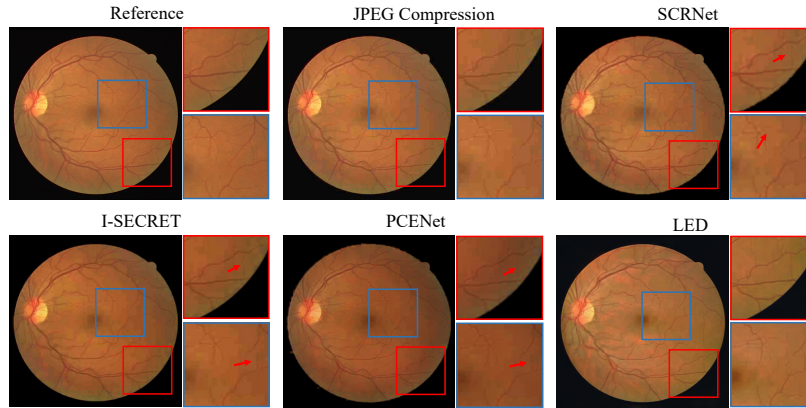 Reference
JPEG Compression
SCRNet
I-SECRET
PCENet
LED